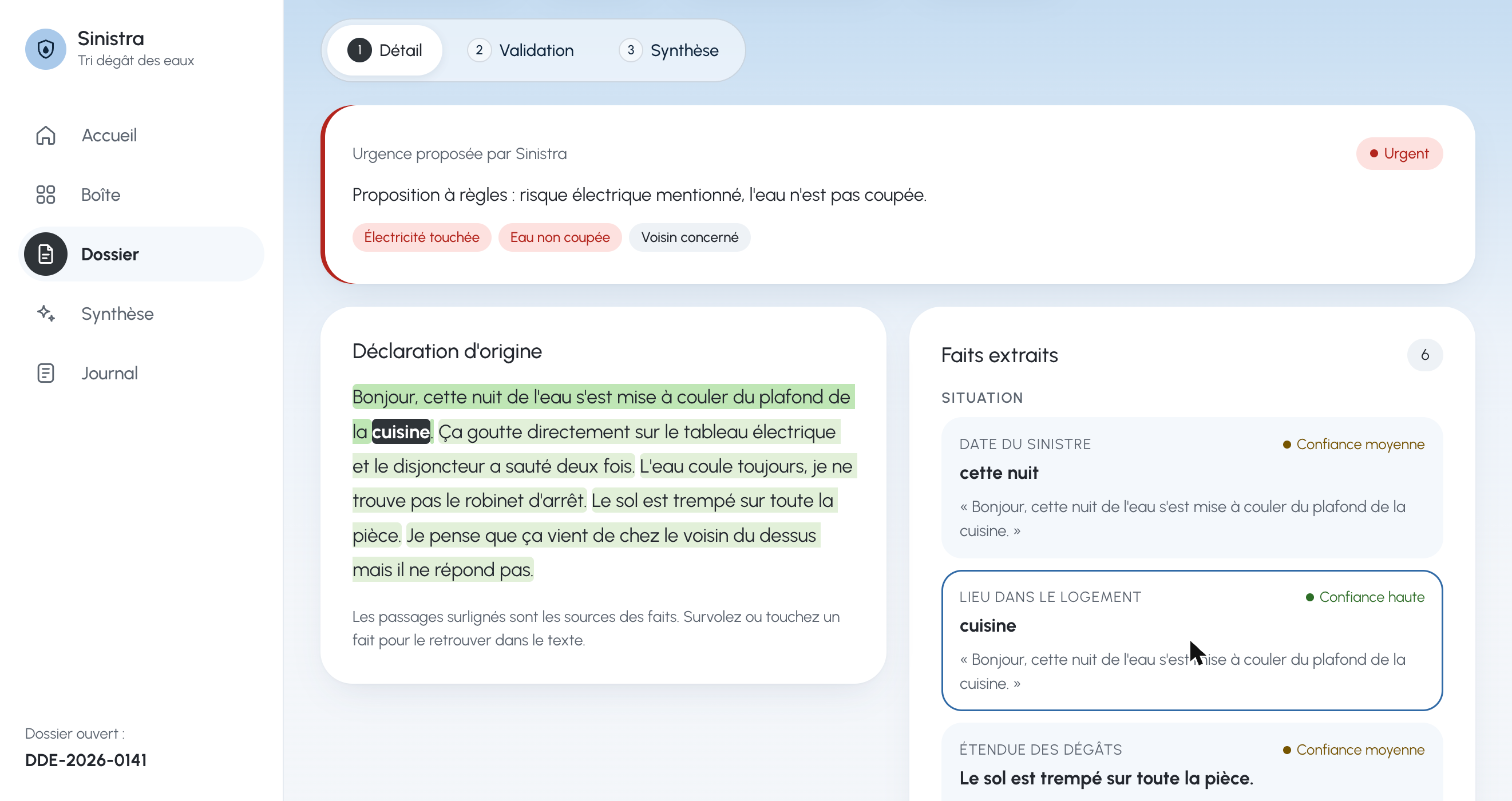 Sinistra
Tri dégât des eaux
Accueil
Boîte
Dossier
Synthèse
Journal
Dossier ouvert :
DDE-2026-0141
1 Détail
2 Validation
3 Synthèse
Urgence proposée par Sinistra
Urgent
Proposition à règles : risque électrique mentionné, l'eau n'est pas coupée.
Électricité touchée
Eau non coupée
Voisin concerné
Déclaration d'origine
Bonjour, cette nuit de l'eau s'est mise à couler du plafond de
la cuisine. Ça goutte directement sur le tableau électrique
et le disjoncteur a sauté deux fois. L'eau coule toujours, je ne
trouve pas le robinet d'arrêt. Le sol est trempé sur toute la
pièce. Je pense que ça vient de chez le voisin du dessus
mais il ne répond pas.
Les passages surlignés sont les sources des faits. Survolez ou touchez un
fait pour le retrouver dans le texte.
Faits extraits
6
SITUATION
DATE DU SINISTRE
Confiance moyenne
cette nuit
« Bonjour, cette nuit de l'eau s'est mise à couler du plafond de la
cuisine. »
LIEU DANS LE LOGEMENT
Confiance haute
cuisine
« Bonjour, cette nuit de l'eau s'est mise à couler du plafond de la
cuisine. »
ÉTENDUE DES DÉGÂTS
Confiance moyenne
Le sol est trempé sur toute la pièce.